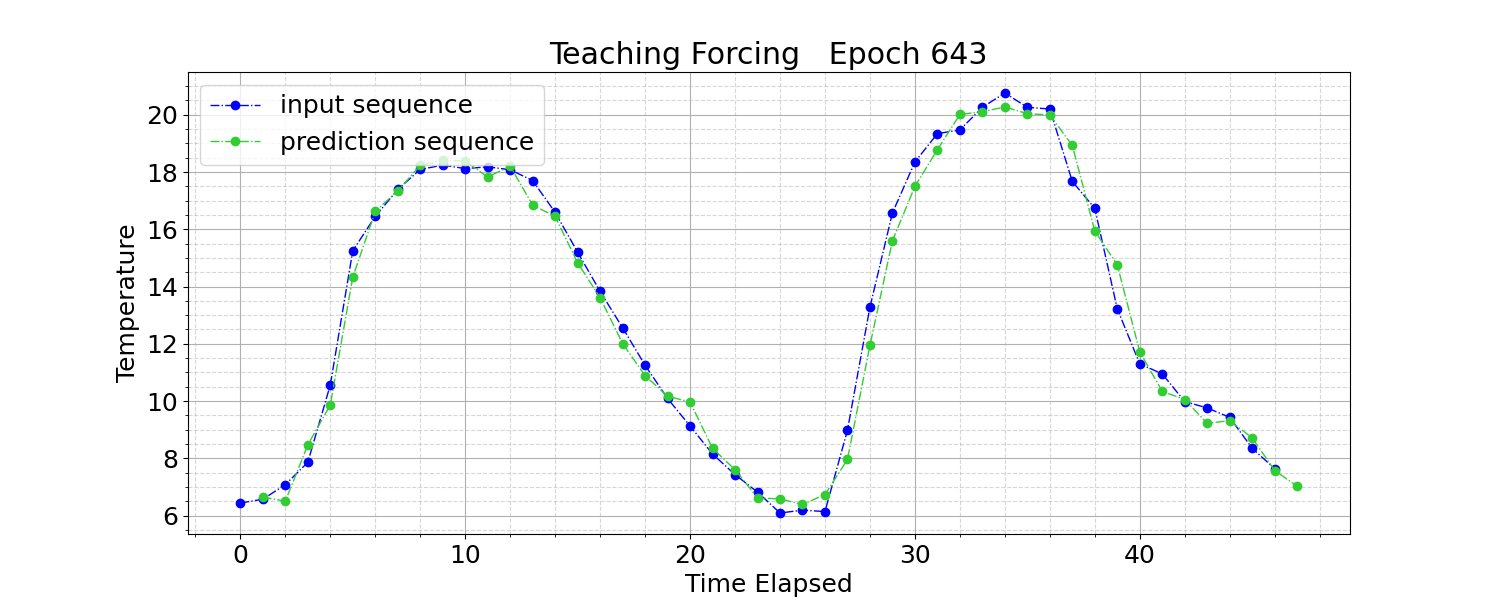 Teaching Forcing   Epoch 643
input sequence
prediction sequence
20
18
16
14
12
10
8
6
Temperature
0 10 20 30 40
Time Elapsed